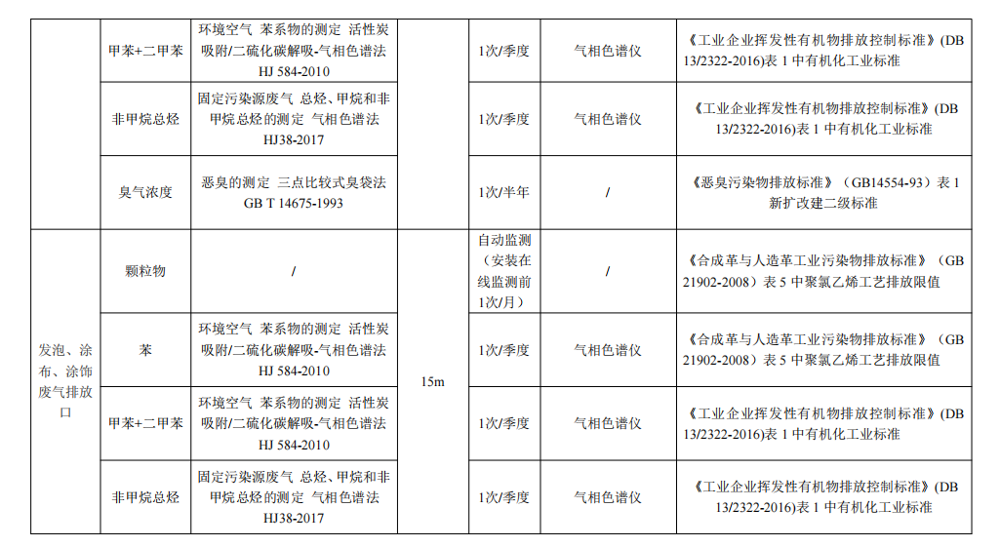 甲苯+二甲苯
环境空气 苯系物的测定 活性炭
吸附/二硫化碳解吸-气相色谱法
HJ 584-2010
1次/季度
气相色谱仪
《工业企业挥发性有机物排放控制标准》(DB
13/2322-2016)表 1 中有机化工业标准
非甲烷总烃
固定污染源废气 总烃、甲烷和非
甲烷总烃的测定 气相色谱法
HJ38-2017
1次/季度
气相色谱仪
《工业企业挥发性有机物排放控制标准》(DB
13/2322-2016)表 1 中有机化工业标准
臭气浓度
恶臭的测定 三点比较式臭袋法
GB T 14675-1993
1次/半年
/
《恶臭污染物排放标准》（GB14554-93）表 1
新扩改建二级标准
发泡、涂
布、涂饰
废气排放
口
颗粒物
/
15m
自动监测
（安装在
线监测前
1次/月）
/
《合成革与人造革工业污染物排放标准》（GB
21902-2008）表 5 中聚氯乙烯工艺排放限值
苯
环境空气 苯系物的测定 活性炭
吸附/二硫化碳解吸-气相色谱法
HJ 584-2010
1次/季度
气相色谱仪
《合成革与人造革工业污染物排放标准》（GB
21902-2008）表 5 中聚氯乙烯工艺排放限值
甲苯+二甲苯
环境空气 苯系物的测定 活性炭
吸附/二硫化碳解吸-气相色谱法
HJ 584-2010
1次/季度
气相色谱仪
《工业企业挥发性有机物排放控制标准》(DB
13/2322-2016)表 1 中有机化工业标准
非甲烷总烃
固定污染源废气 总烃、甲烷和非
甲烷总烃的测定 气相色谱法
HJ38-2017
1次/季度
气相色谱仪
《工业企业挥发性有机物排放控制标准》(DB
13/2322-2016)表 1 中有机化工业标准